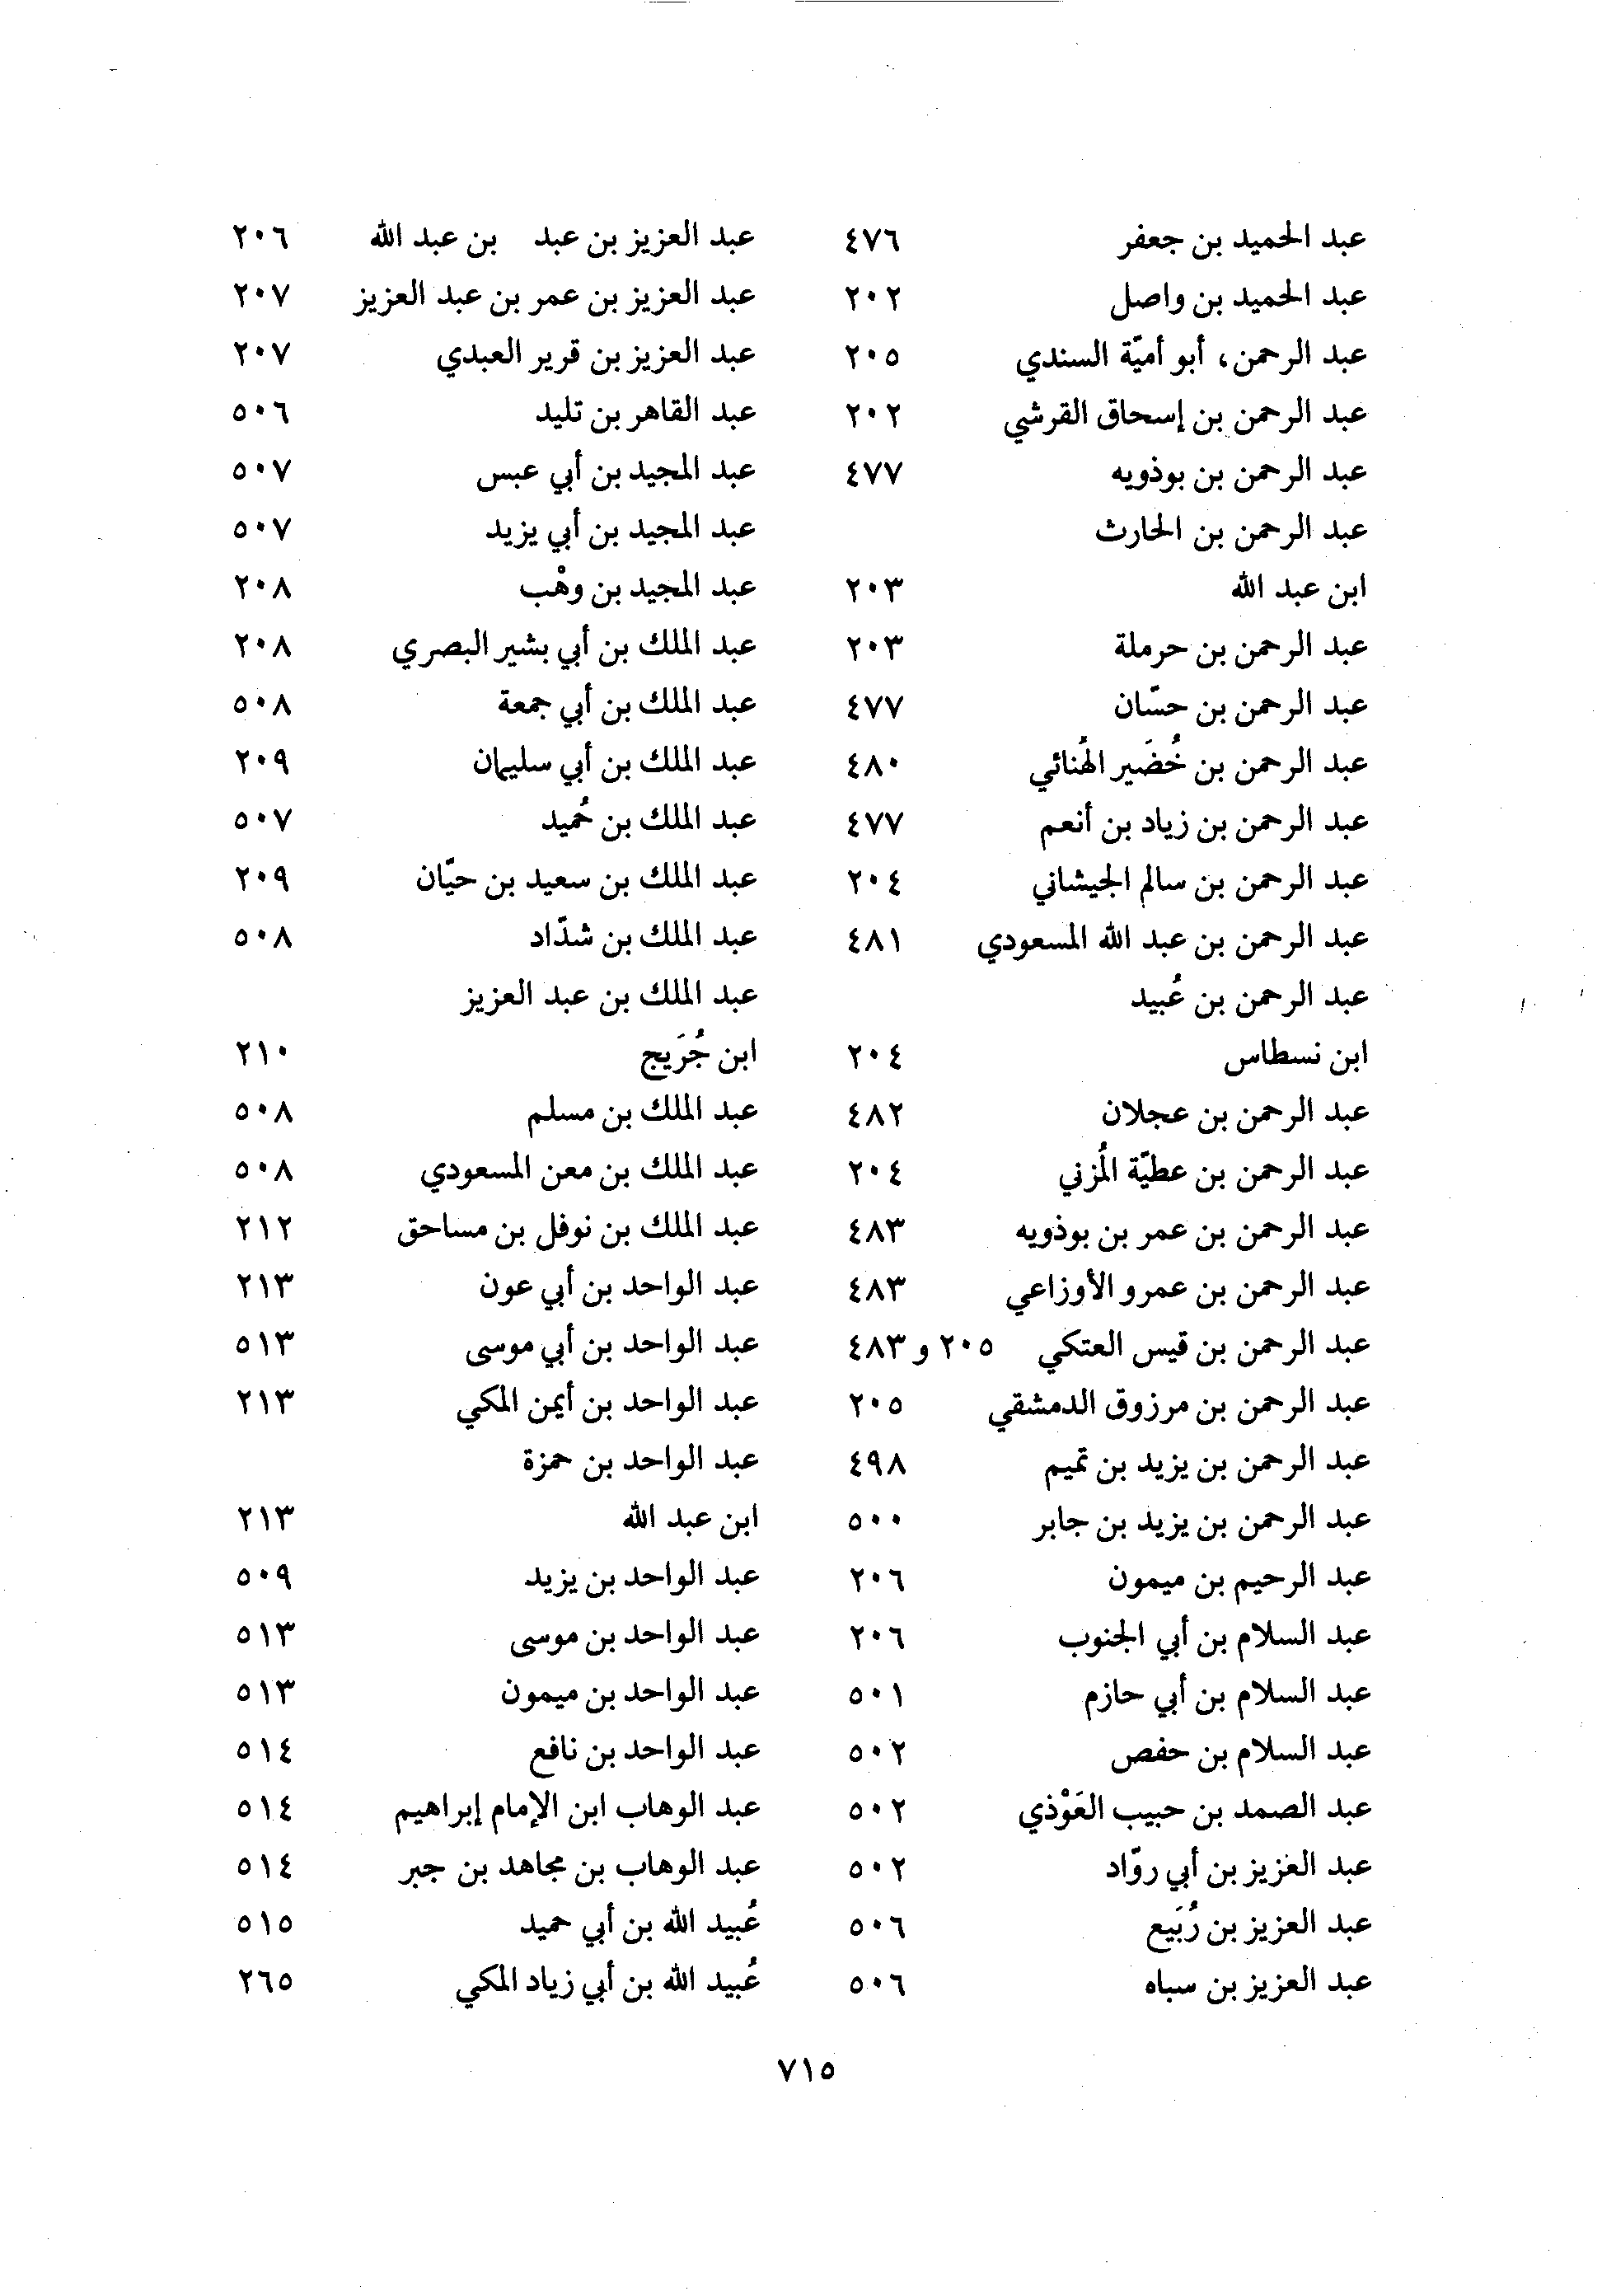 عبد الحميد بن جعفر ٤٧٦
عبد الحميد بن واصل ٢٠٢
عبد الرحمن، أبو أميّة السندي ٢٠٥
عبد الرحمن بن إسحاق القرشي ٢٠٢
عبد الرحمن بن بوذويه ٤٧٧
عبد الرحمن بن الحارث
ابن عبد الله ٢٠٣
عبد الرحمن بن حرملة ٢٠٣
عبد الرحمن بن حسّان ٤٧٧
عبد الرحمن بن خُضَير الهُنائي ٤٨٠
عبد الرحمن بن زياد بن أنعم ٤٧٧
عبد الرحمن بن سالم الجيشاني ٢٠٤
عبد الرحمن بن عبد الله المسعودي ٤٨١
عبد الرحمن بن عُبيد
ابن نسطاس ٢٠٤
عبد الرحمن بن عجلان ٤٨٢
عبد الرحمن بن عطيّة المُزني ٢٠٤
عبد الرحمن بن عمر بن بوذويه ٤٨٣
عبد الرحمن بن عمرو الأوزاعي ٤٨٣
عبد الرحمن بن قيس العتكي ٢٠٥ و ٤٨٣
عبد الرحمن بن مرزوق الدمشقي ٢٠٥
عبد الرحمن بن يزيد بن تميم ٤٩٨
عبد الرحمن بن يزيد بن جابر ٥٠٠
عبد الرحيم بن ميمون ٢٠٦
عبد السلام بن أبي الجنوب ٢٠٦
عبد السلام بن أبي حازم ٥٠١
عبد السلام بن حفص ٥٠٢
عبد الصمد بن حبيب العَوْذي ٥٠٢
عبد العزيز بن أبي روّاد ٥٠٢
عبد العزيز بن رُبَيع ٥٠٦
عبد العزيز بن سباه ٥٠٦
عبد العزيز بن عبد بن عبد الله ٢٠٦
عبد العزيز بن عمر بن عبد العزيز ٢٠٧
عبد العزيز بن قرير العبدي ٢٠٧
عبد القاهر بن تليد ٥٠٦
عبد المجيد بن أبي عبس ٥٠٧
عبد المجيد بن أبي يزيد ٥٠٧
عبد المجيد بن وهْب ٢٠٨
عبد الملك بن أبي بشير البصري ٢٠٨
عبد الملك بن أبي جمعة ٥٠٨
عبد الملك بن أبي سليمان ٢٠٩
عبد الملك بن حُميد ٥٠٧
عبد الملك بن سعيد بن حيّان ٢٠٩
عبد الملك بن شدّاد ٥٠٨
عبد الملك بن عبد العزيز
ابن جُرَيج ٢١٠
عبد الملك بن مسلم ٥٠٨
عبد الملك بن معن المسعودي ٥٠٨
عبد الملك بن نوفل بن مساحق ٢١٢
عبد الواحد بن أبي عون ٢١٣
عبد الواحد بن أبي موسى ٥١٣
عبد الواحد بن أيمن المكي ٢١٣
عبد الواحد بن حمزة
ابن عبد الله ٢١٣
عبد الواحد بن يزيد ٥٠٩
عبد الواحد بن موسى ٥١٣
عبد الواحد بن ميمون ٥١٣
عبد الواحد بن نافع ٥١٤
عبد الوهاب ابن الإمام إبراهيم ٥١٤
عبد الوهاب بن مجاهد بن جبر ٥١٤
عُبيد الله بن أبي حميد ٥١٥
عُبيد الله بن أبي زياد المكي ٢٦٥
٧١٥